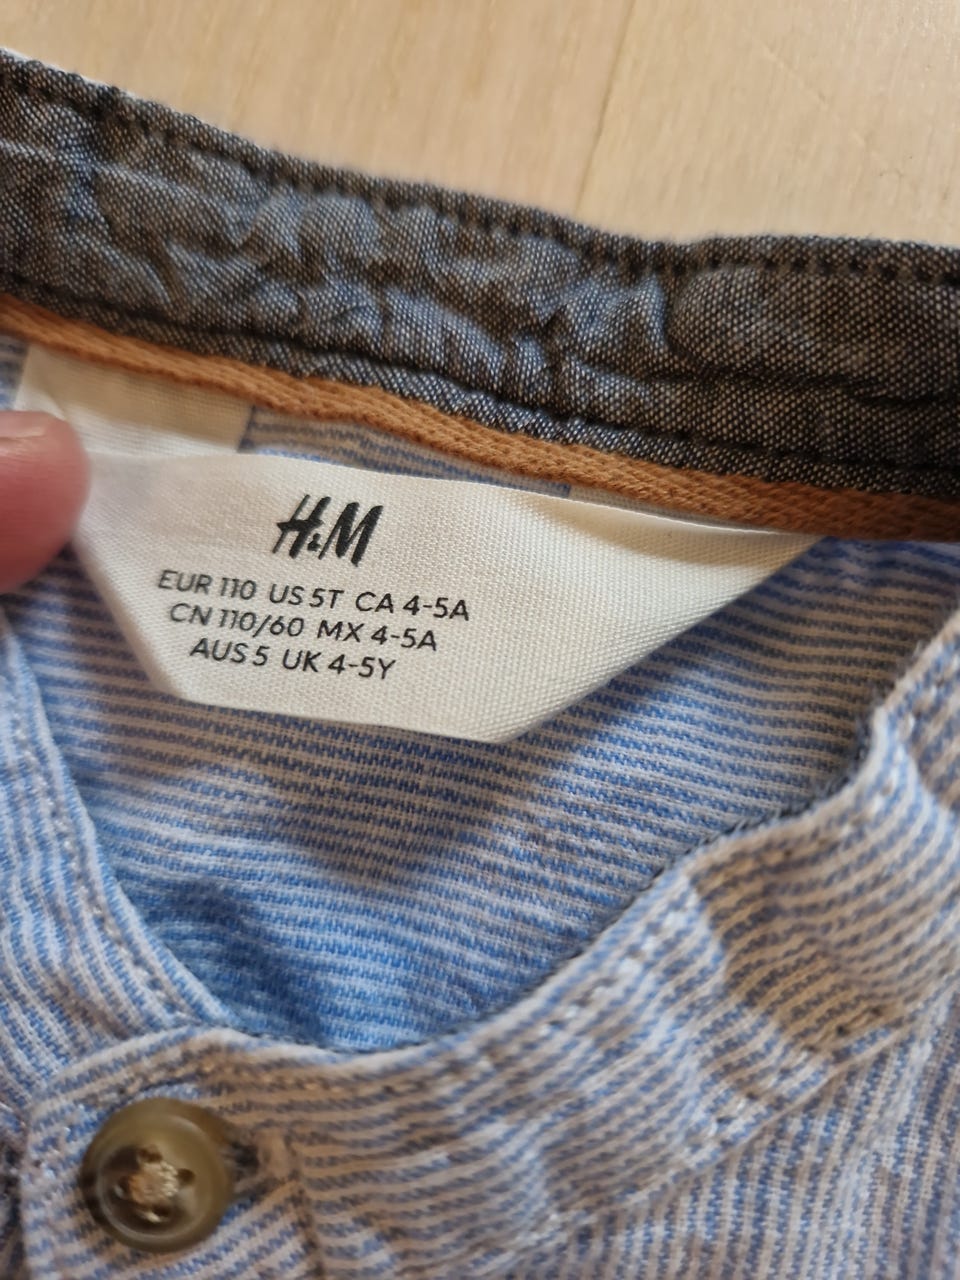 H&M
EUR 110 US 5T CA 4-5A
CN 110/60 MX 4-5A
AUS 5 UK 4-5Y